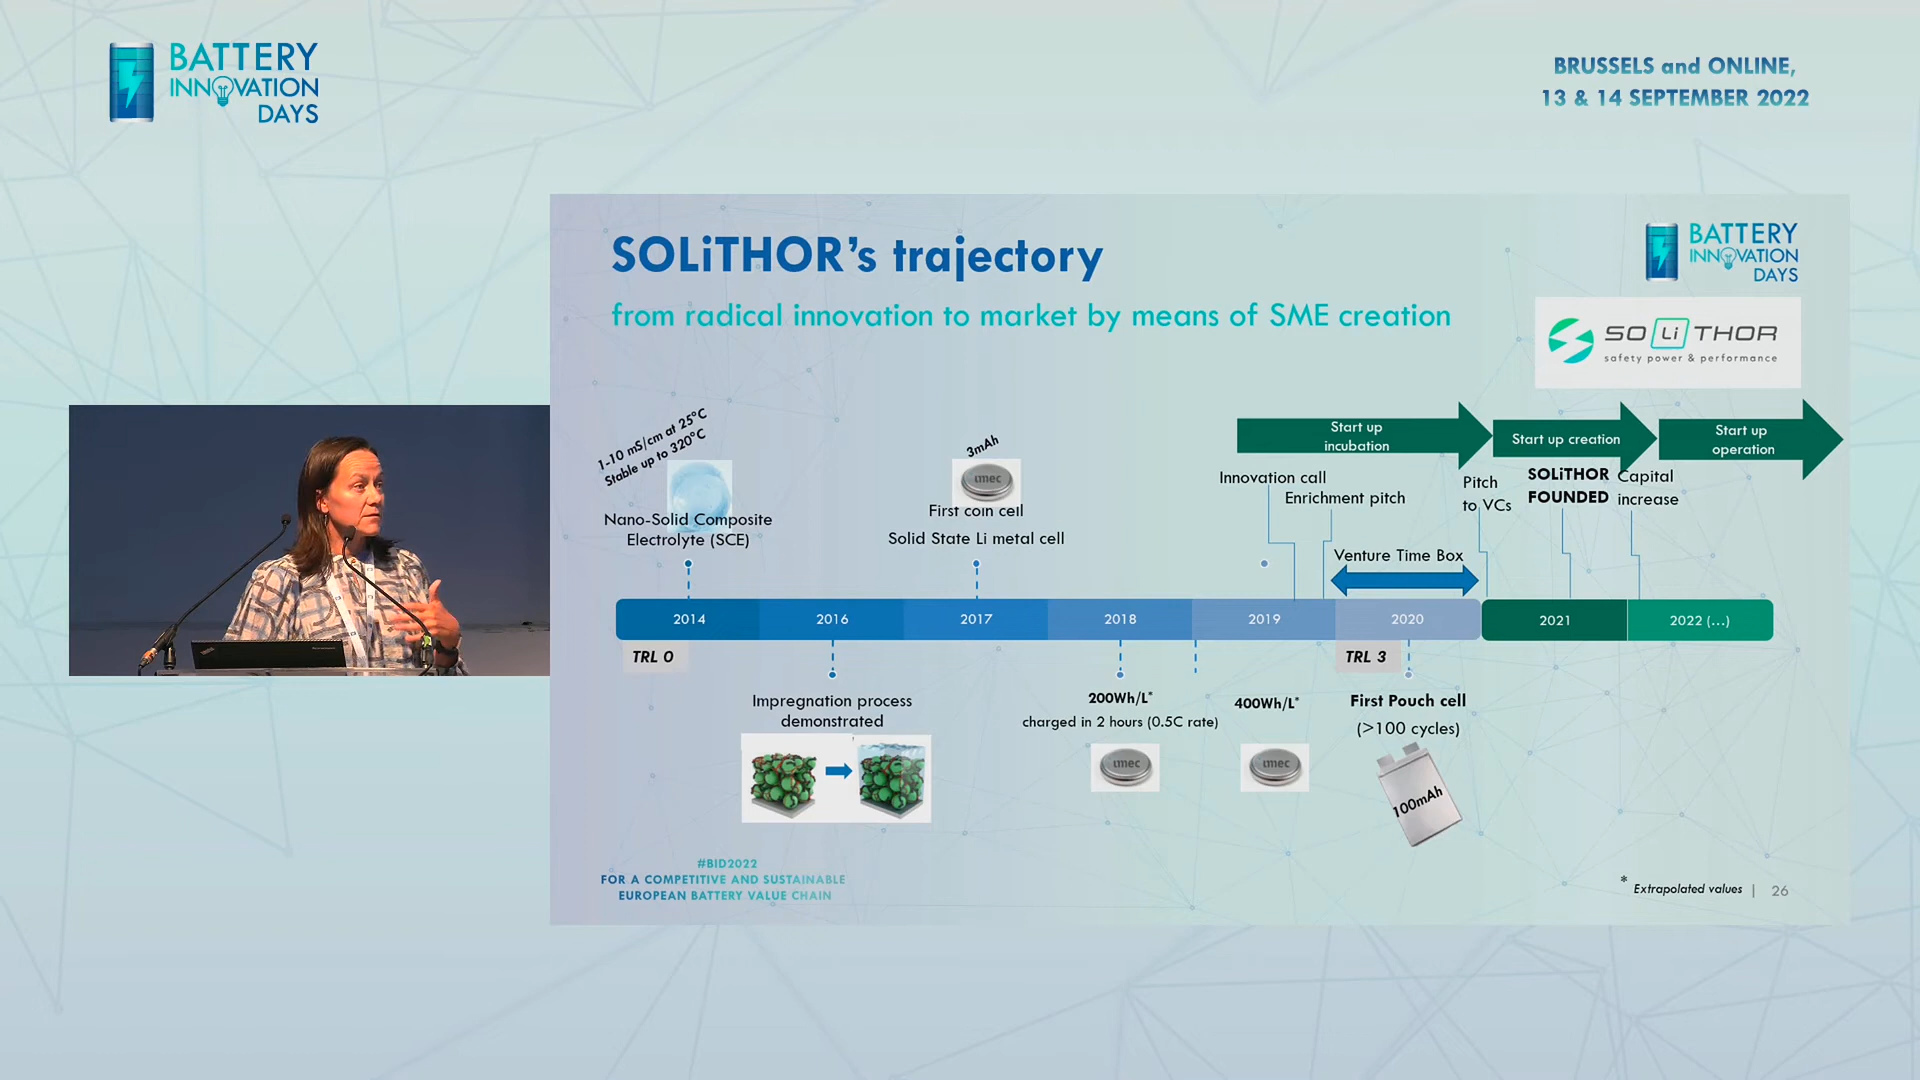 BATTERY
INNOVATION
DAYS
BRUSSELS and ONLINE,
13 & 14 SEPTEMBER 2022
SOLiTHOR's trajectory
from radical innovation to market by means of SME creation
BATTERY
INNOVATION
DAYS
SOLiTHOR
safety power & performance
1-10 mS/cm at 25°C
Stable up to 320°C
Nano-Solid Composite
Electrolyte (SCE)
3mAh
imec
First coin cell
Solid State Li metal cell
Start up
incubation
Start up creation
Start up
operation
Innovation call
Enrichment pitch
Pitch
to VCs
SOLiTHOR
FOUNDED
Capital
increase
Venture Time Box
2014
2016
2017
2018
2019
2020
2021
2022 (...)
TRL 0
TRL 3
Impregnation process
demonstrated
200Wh/L*
charged in 2 hours (0.5C rate)
imec
400Wh/L*
imec
First Pouch cell
(>100 cycles)
100mAh
#BID2022
FOR A COMPETITIVE AND SUSTAINABLE
EUROPEAN BATTERY VALUE CHAIN
* Extrapolated values | 26